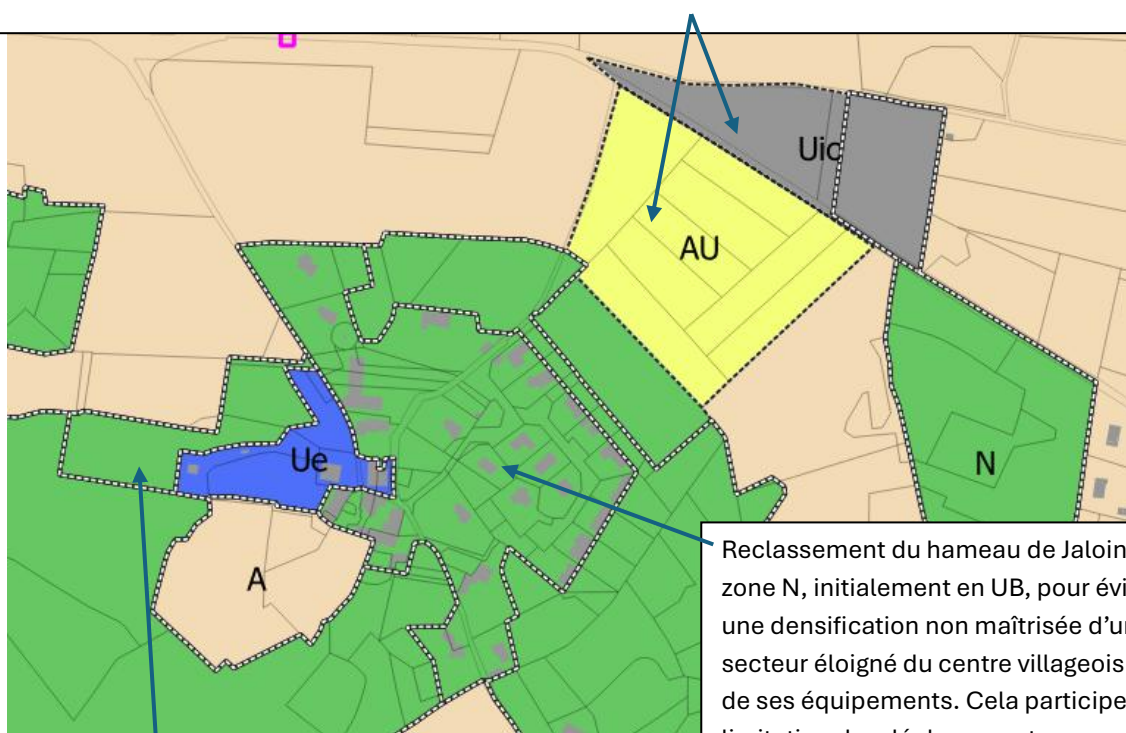 Uic
AU
Ue
N
A
Reclassement du hameau de Jaloin
zone N, initialement en UB, pour évi
une densification non maîtrisée d’u
secteur éloigné du centre villageois
de ses équipements. Cela participe